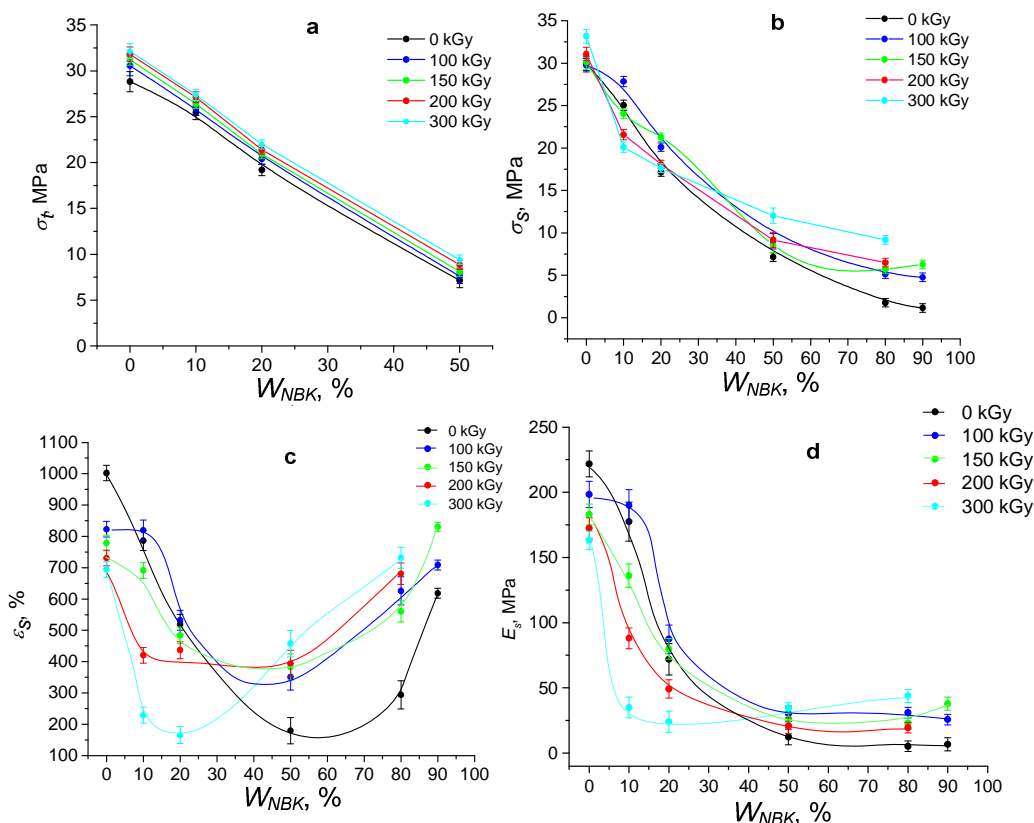 a
35
30
25
20
15
10
5
0
σt, MPa
0 10 20 30 40 50
WNBK, %
0 kGy
100 kGy
150 kGy
200 kGy
300 kGy
b
35
30
25
20
15
10
5
0
σS, MPa
0 10 20 30 40 50 60 70 80 90 100
WNBK, %
0 kGy
100 kGy
150 kGy
200 kGy
300 kGy
c
1100
1000
900
800
700
600
500
400
300
200
100
εS, %
0 10 20 30 40 50 60 70 80 90 100
WNBK, %
0 kGy
100 kGy
150 kGy
200 kGy
300 kGy
d
250
200
150
100
50
0
Es, MPa
0 10 20 30 40 50 60 70 80 90 100
WNBK, %
0 kGy
100 kGy
150 kGy
200 kGy
300 kGy